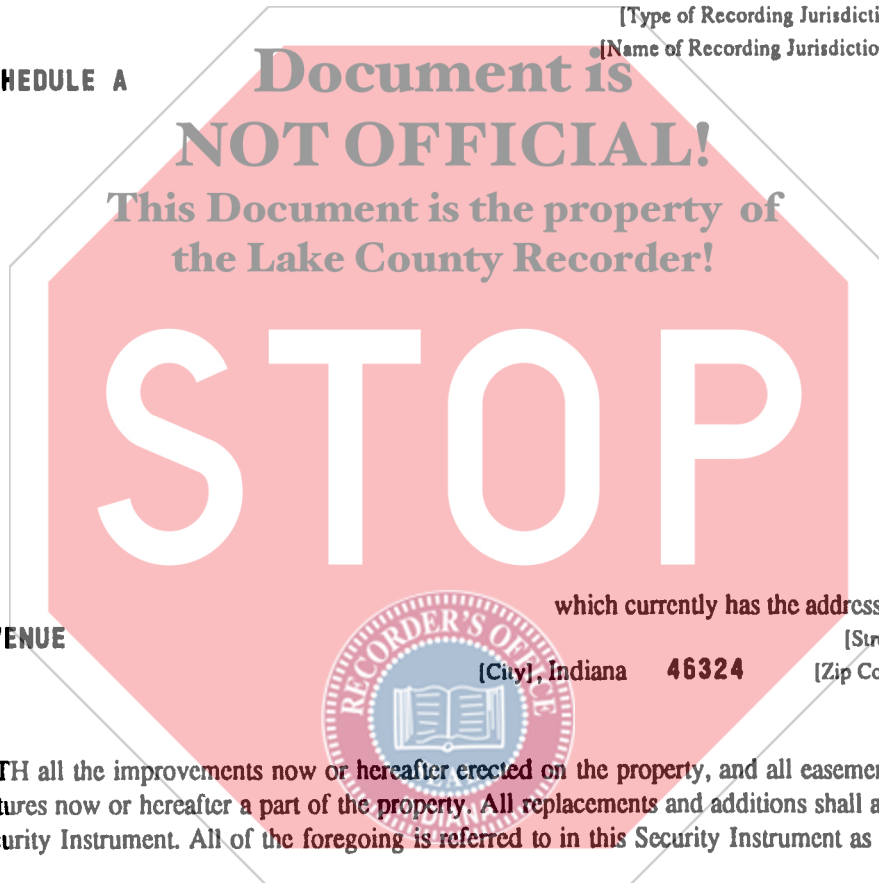 [Type of Recording Jurisdicti
[Name of Recording Jurisdictio
HEDULE A
Document is
NOT OFFICIAL!
This Document is the property of
the Lake County Recorder!
STOP
which currently has the address
ENUE
[Str
[City], Indiana 46324 [Zip Co
RECORDER'S OFFICE
INDIANA
TH all the improvements now or hereafter erected on the property, and all easemen
tures now or hereafter a part of the property. All replacements and additions shall a
urity Instrument. All of the foregoing is referred to in this Security Instrument as